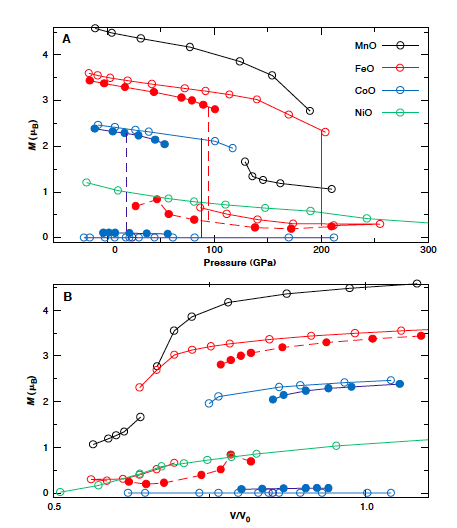 A
MnO
FeO
CoO
NiO
4
3
2
1
0
M (μB)
0 100 200 300
Pressure (GPa)
B
4
3
2
1
0
M (μB)
0.5 1.0
V/V0